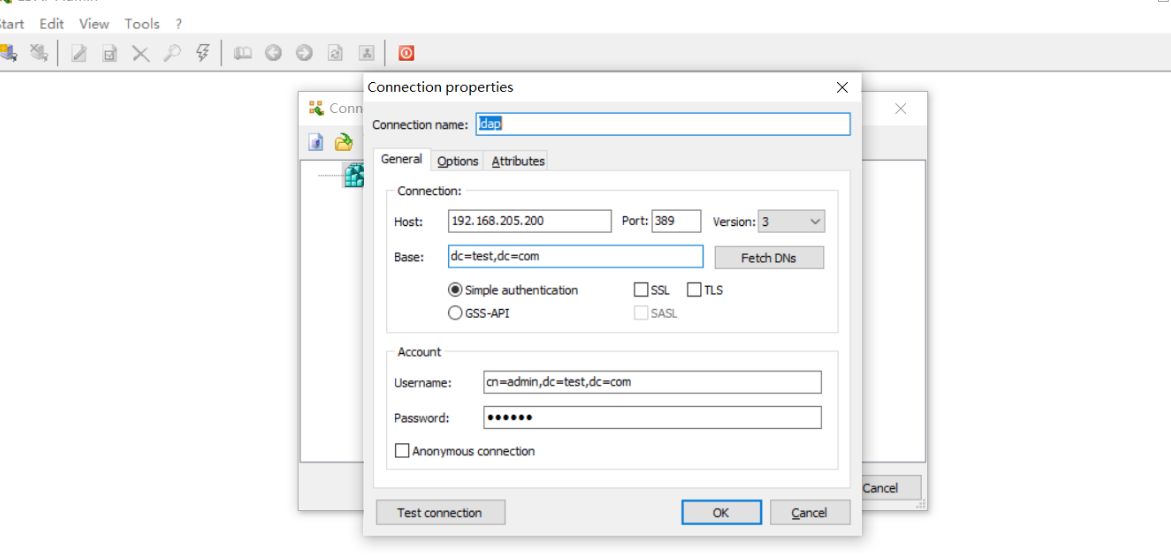 Start Edit View Tools ?
Connection properties
Conn
Connection name: ldap
General Options Attributes
Connection:
Host: 192.168.205.200 Port: 389 Version: 3
Base: dc=test,dc=com Fetch DNs
Simple authentication SSL TLS
GSS-API SASL
Account
Username: cn=admin,dc=test,dc=com
Password: ••••••
Anonymous connection
Cancel
Test connection OK Cancel